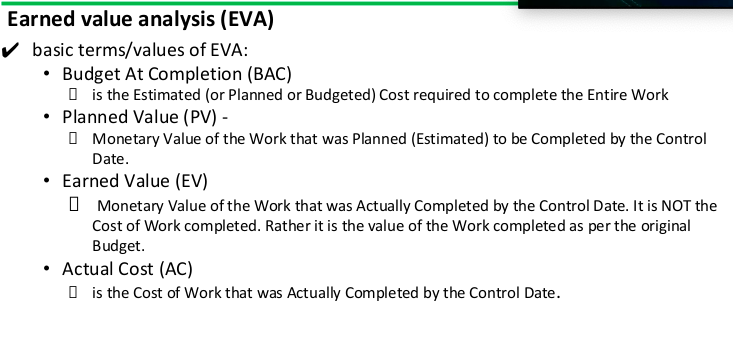 Earned value analysis (EVA)
✔ basic terms/values of EVA:
• Budget At Completion (BAC)
▯ is the Estimated (or Planned or Budgeted) Cost required to complete the Entire Work
• Planned Value (PV) -
▯ Monetary Value of the Work that was Planned (Estimated) to be Completed by the Control
Date.
• Earned Value (EV)
▯ Monetary Value of the Work that was Actually Completed by the Control Date. It is NOT the
Cost of Work completed. Rather it is the value of the Work completed as per the original
Budget.
• Actual Cost (AC)
▯ is the Cost of Work that was Actually Completed by the Control Date.